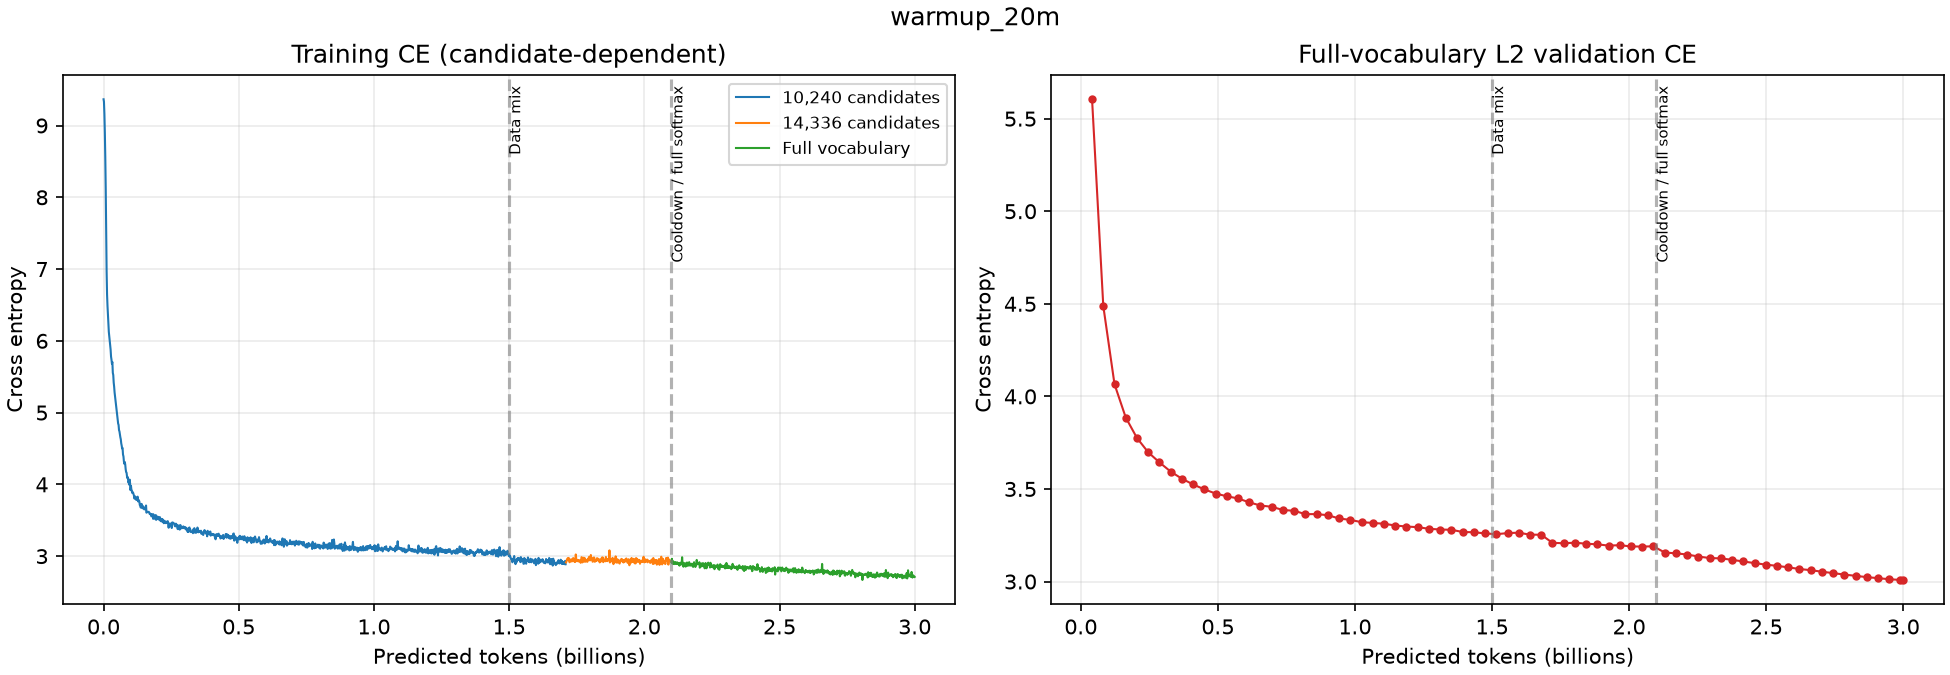 warmup_20m
Training CE (candidate-dependent)
Cross entropy
9
8
7
6
5
4
3
Data mix
Cooldown / full softmax
10,240 candidates
14,336 candidates
Full vocabulary
0.0 0.5 1.0 1.5 2.0 2.5 3.0
Predicted tokens (billions)
Full-vocabulary L2 validation CE
Cross entropy
5.5
5.0
4.5
4.0
3.5
3.0
Data mix
Cooldown / full softmax
0.0 0.5 1.0 1.5 2.0 2.5 3.0
Predicted tokens (billions)